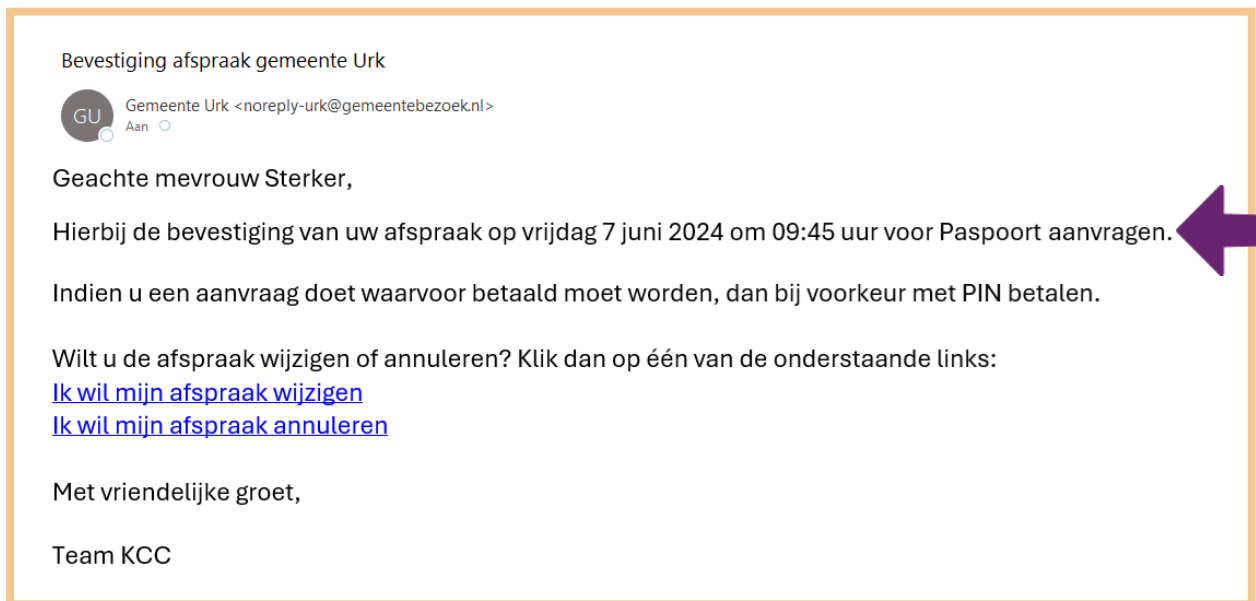 Bevestiging afspraak gemeente Urk
GU
Gemeente Urk <noreply-urk@gemeentebezoek.nl>
Aan
Geachte mevrouw Sterker,
Hierbij de bevestiging van uw afspraak op vrijdag 7 juni 2024 om 09:45 uur voor Paspoort aanvragen.
Indien u een aanvraag doet waarvoor betaald moet worden, dan bij voorkeur met PIN betalen.
Wilt u de afspraak wijzigen of annuleren? Klik dan op één van de onderstaande links:
Ik wil mijn afspraak wijzigen
Ik wil mijn afspraak annuleren
Met vriendelijke groet,
Team KCC